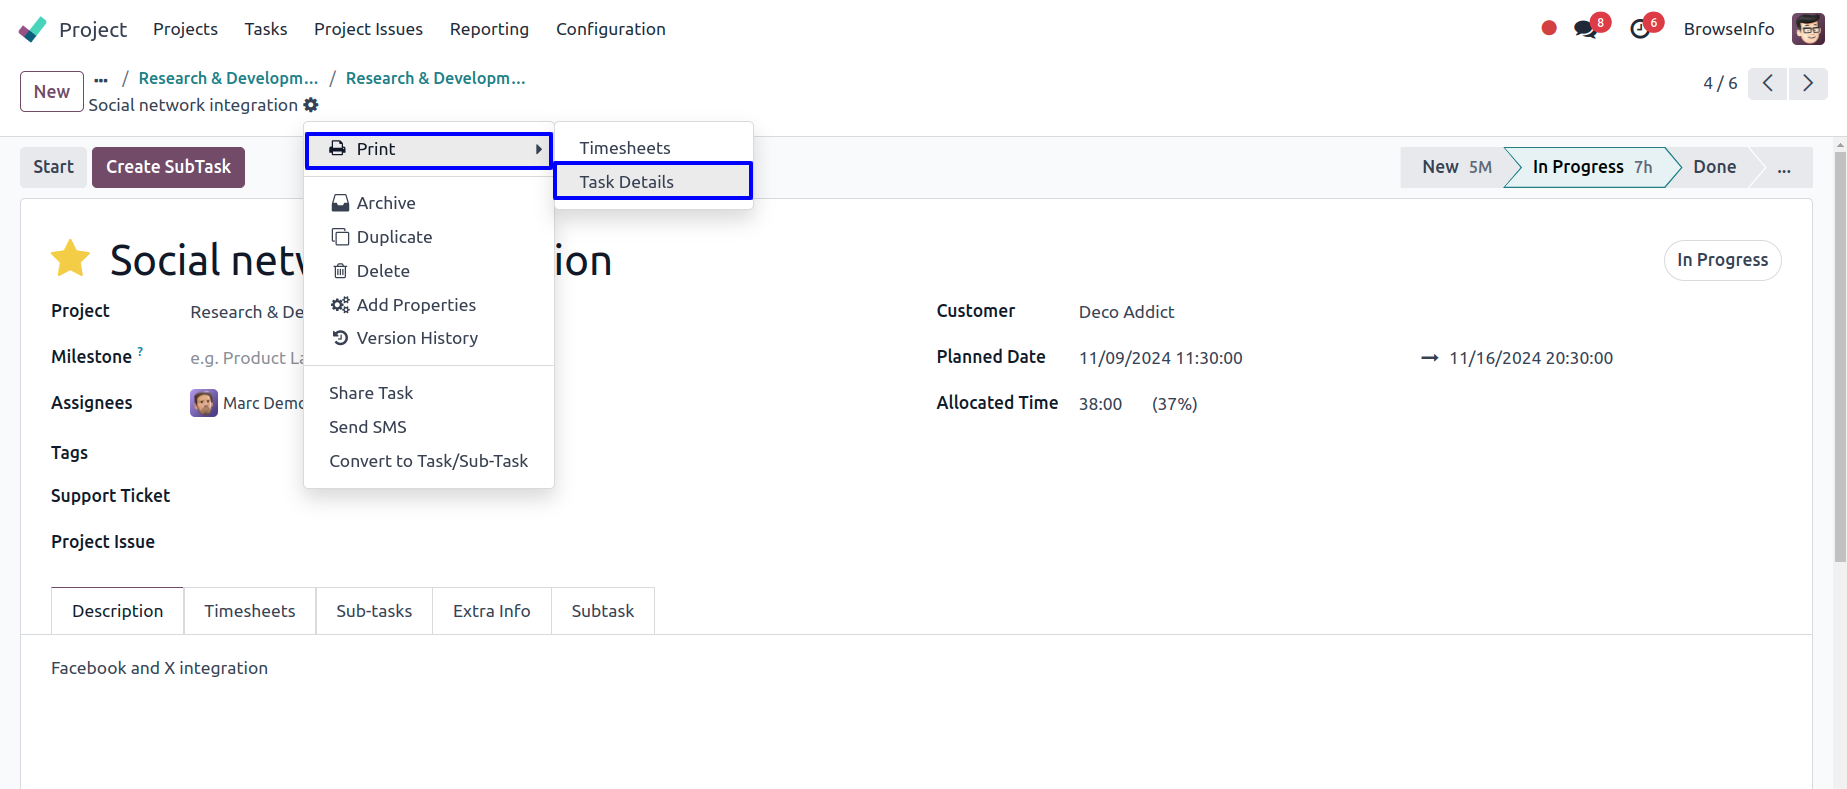 Project Projects Tasks Project Issues Reporting Configuration 8 6 BrowseInfo
New ... / Research & Developm... / Research & Developm... 4 / 6
Social network integration
Print
Timesheets
Task Details
Archive
Duplicate
Delete
Add Properties
Version History
Share Task
Send SMS
Convert to Task/Sub-Task
Start Create SubTask New 5M In Progress 7h Done ...
Social netw ion In Progress
Project Research & De
Milestone ? e.g. Product La
Assignees Marc Demo
Tags
Support Ticket
Project Issue
Customer Deco Addict
Planned Date 11/09/2024 11:30:00 → 11/16/2024 20:30:00
Allocated Time 38:00 (37%)
Description Timesheets Sub-tasks Extra Info Subtask
Facebook and X integration